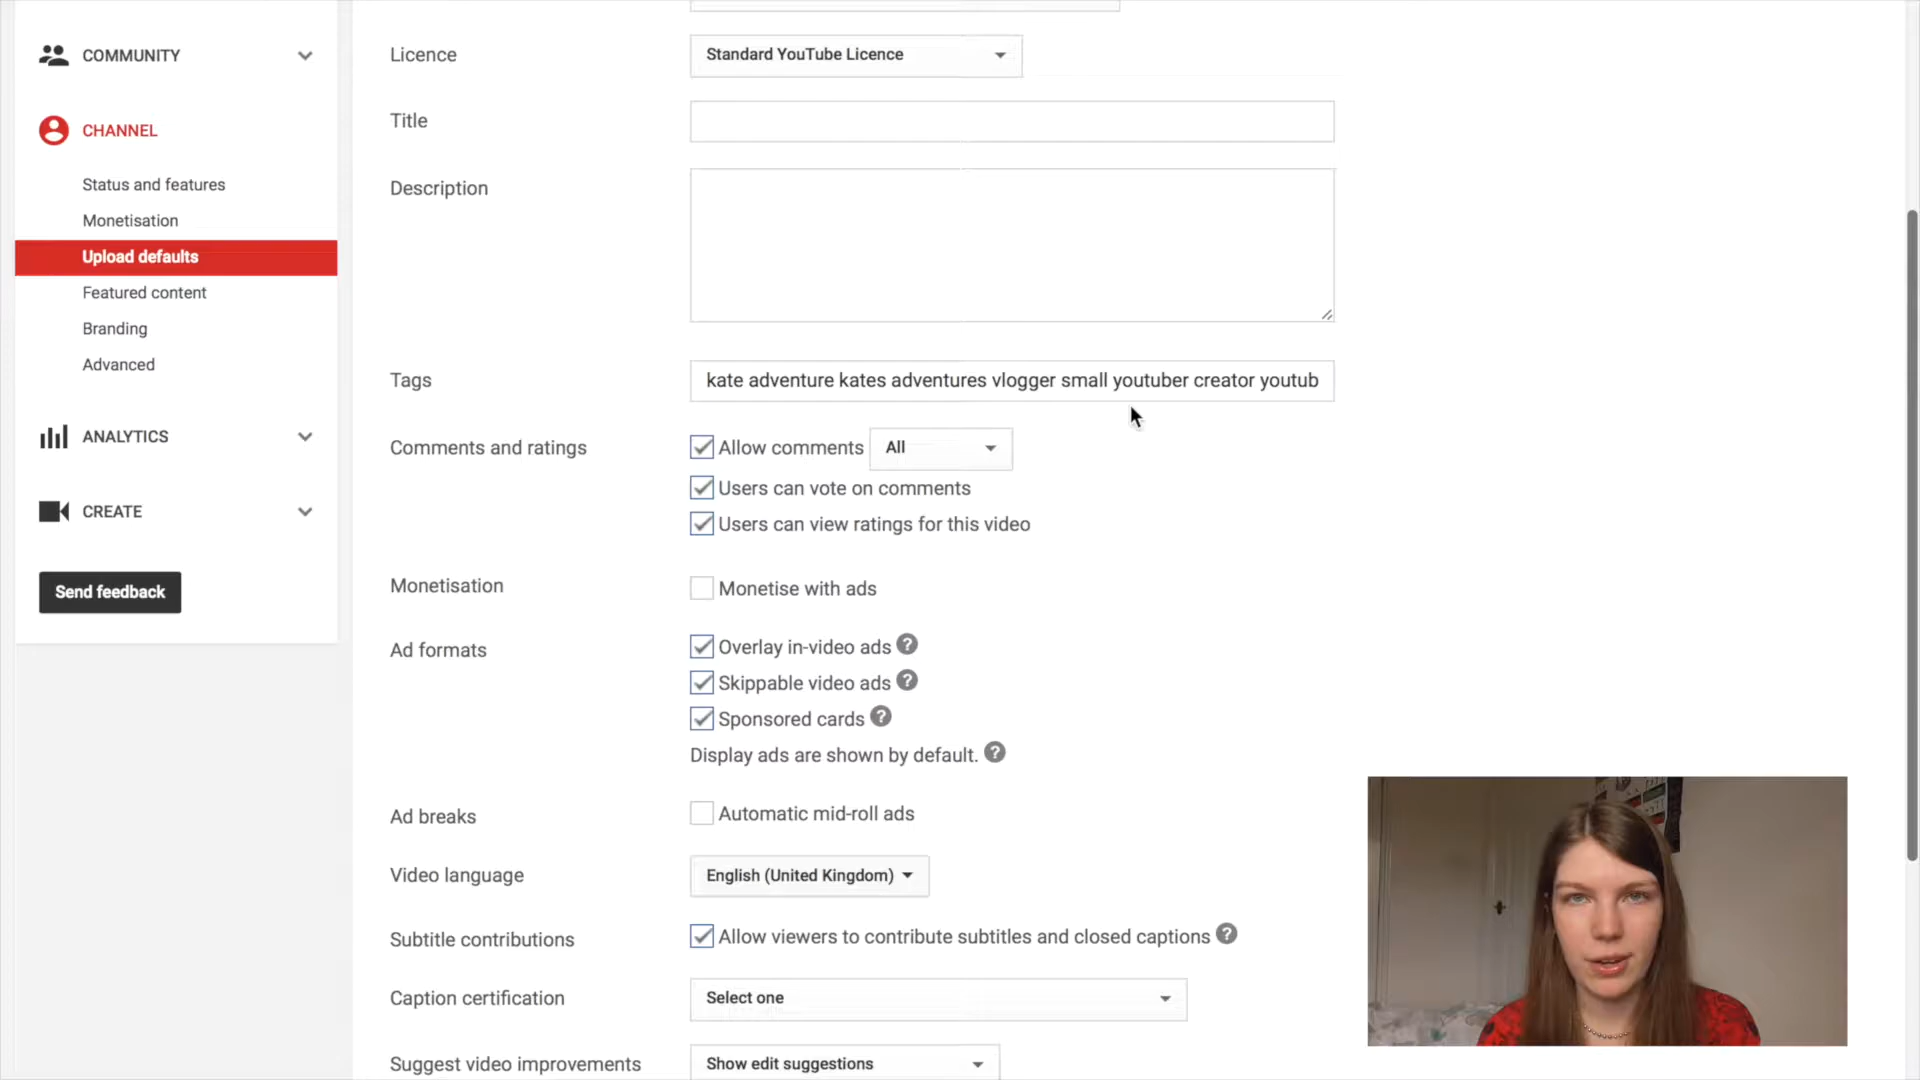 COMMUNITY
CHANNEL
Status and features
Monetisation
Upload defaults
Featured content
Branding
Advanced
ANALYTICS
CREATE
Send feedback
Licence
Standard YouTube Licence
Title
Description
Tags
kate adventure kates adventures vlogger small youtuber creator youtub
Comments and ratings
Allow comments
All
Users can vote on comments
Users can view ratings for this video
Monetisation
Monetise with ads
Ad formats
Overlay in-video ads ?
Skippable video ads ?
Sponsored cards ?
Display ads are shown by default. ?
Ad breaks
Automatic mid-roll ads
Video language
English (United Kingdom)
Subtitle contributions
Allow viewers to contribute subtitles and closed captions ?
Caption certification
Select one
Suggest video improvements
Show edit suggestions